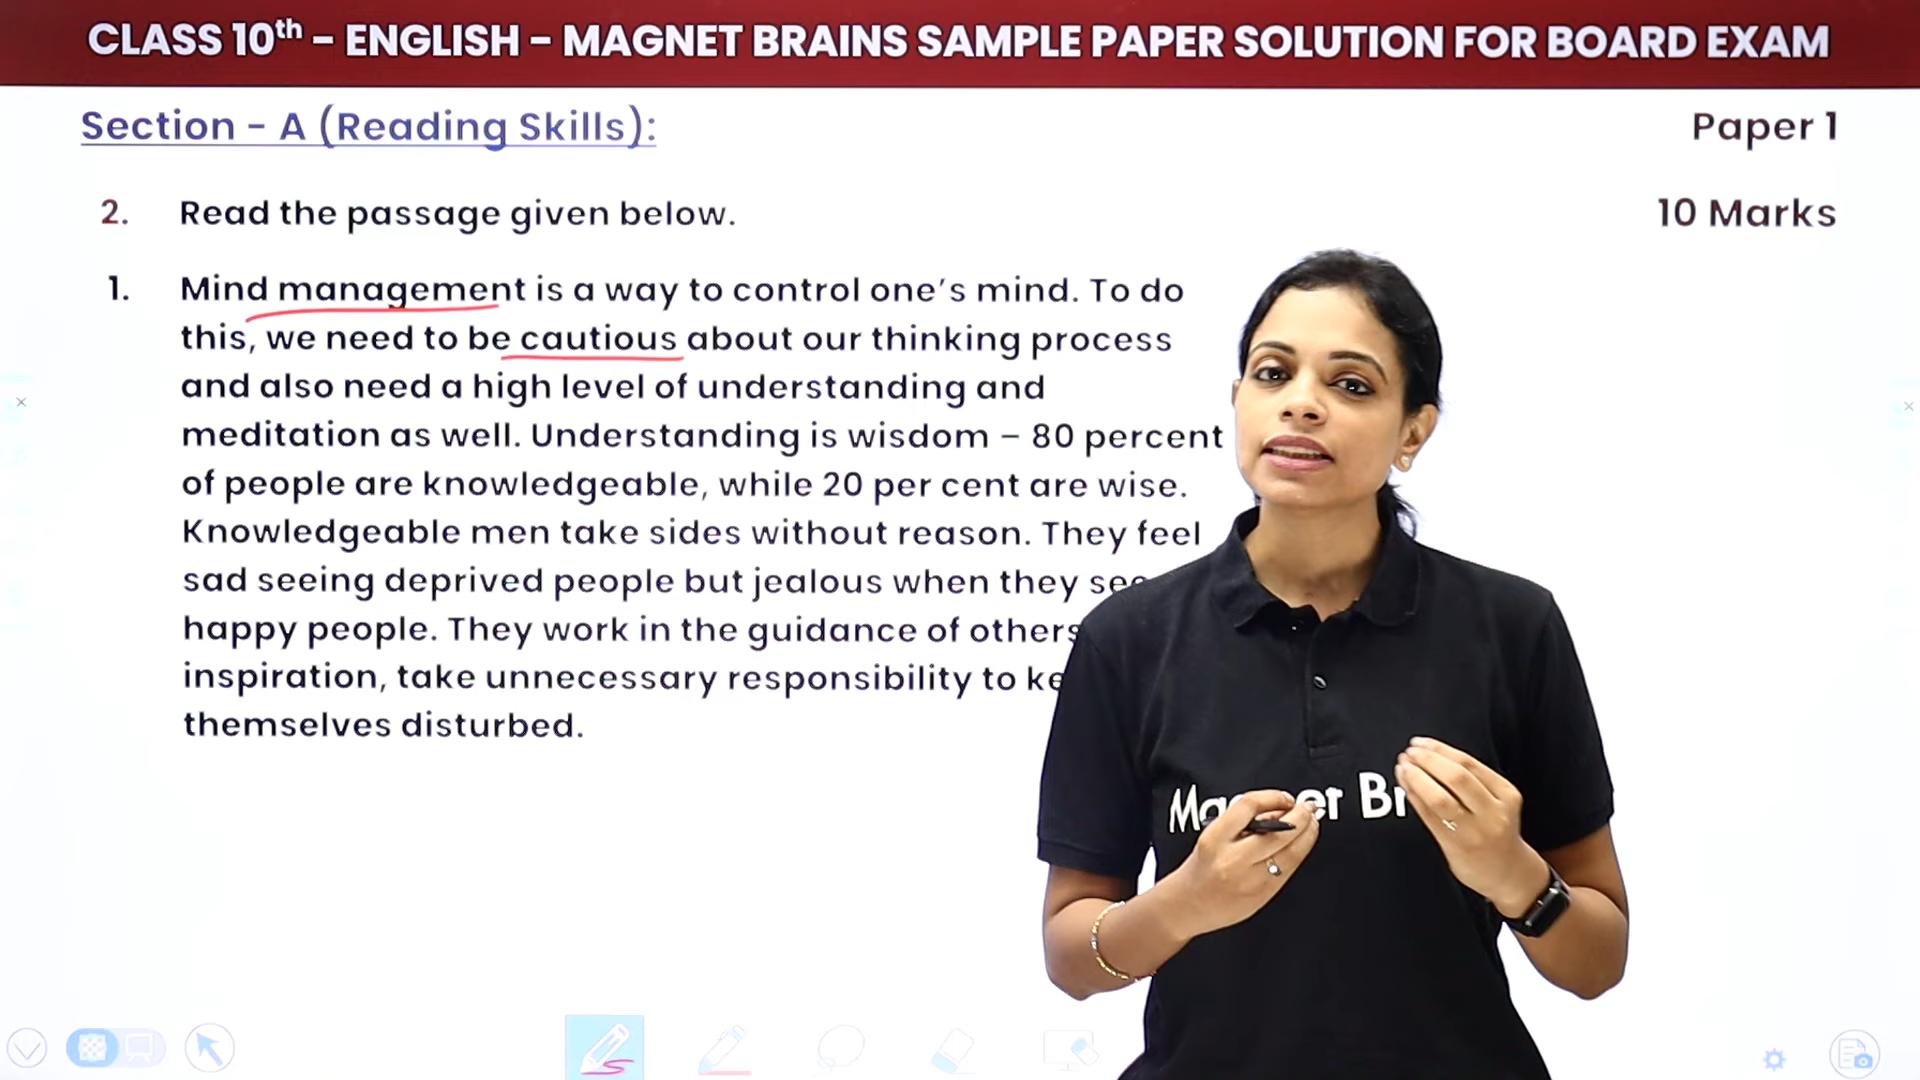 CLASS 10th – ENGLISH – MAGNET BRAINS SAMPLE PAPER SOLUTION FOR BOARD EXAM
Section - A (Reading Skills):
Paper 1
2. Read the passage given below.
10 Marks
1. Mind management is a way to control one's mind. To do
this, we need to be cautious about our thinking process
and also need a high level of understanding and
meditation as well. Understanding is wisdom – 80 percent
of people are knowledgeable, while 20 per cent are wise.
Knowledgeable men take sides without reason. They feel
sad seeing deprived people but jealous when they
happy people. They work in the guidance of others
inspiration, take unnecessary responsibility to
themselves disturbed.